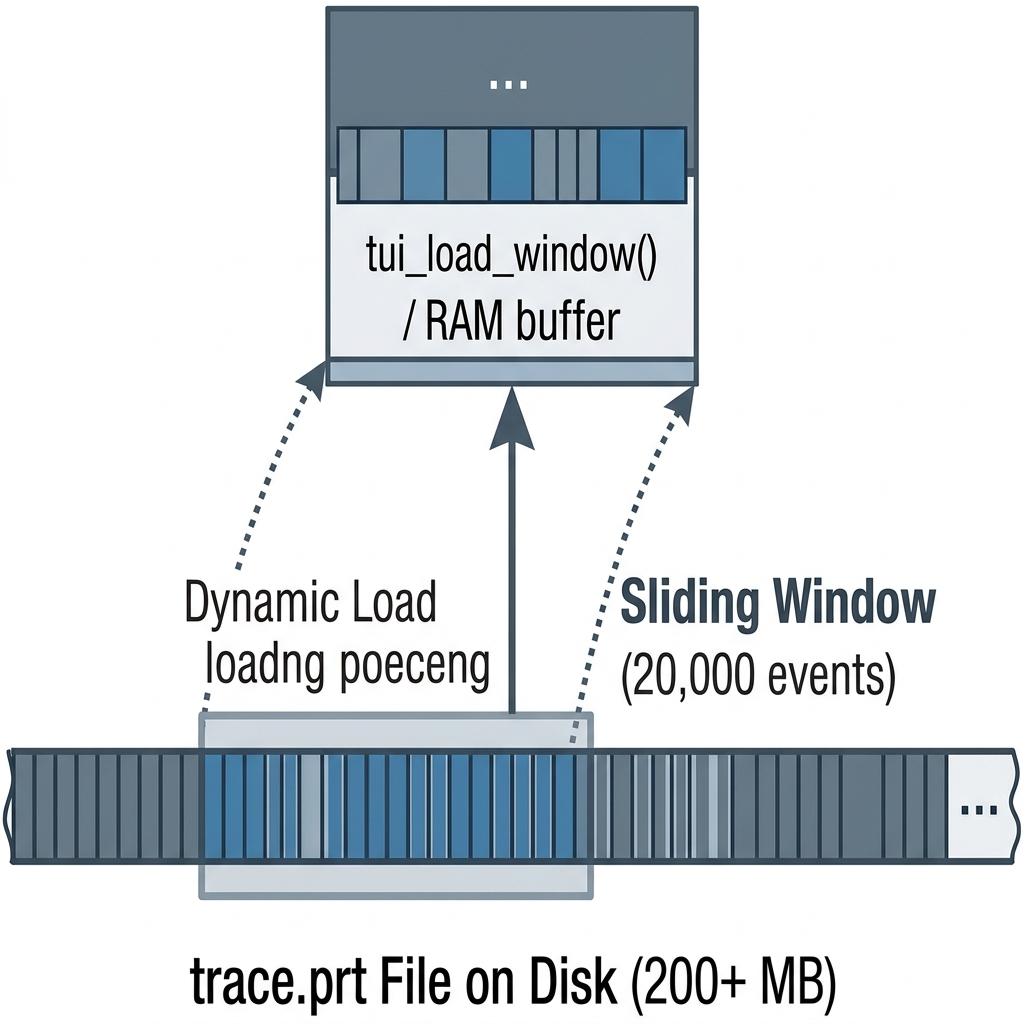 ...
tui_load_window()
/ RAM buffer
Dynamic Load
loadng poeceng
Sliding Window
(20,000 events)
...
trace.prt File on Disk (200+ MB)